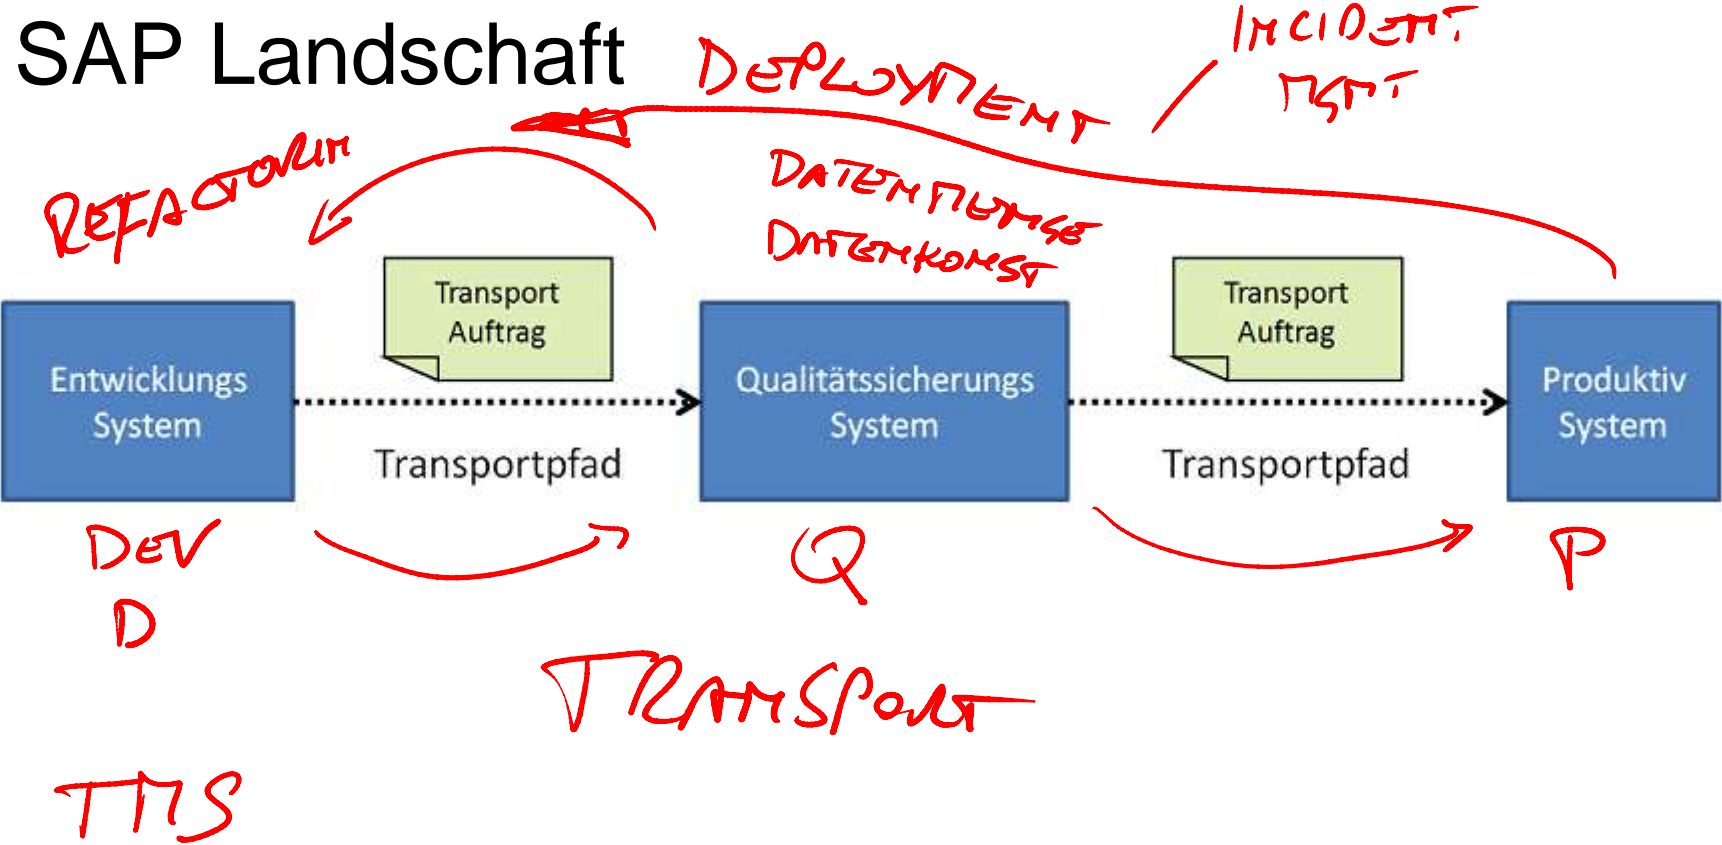 SAP Landschaft
INCIDENT
MGMT
DEPLOYMENT
REFACTORIN
DATENMENGE
DATENKONST
Transport
Auftrag
Transport
Auftrag
Entwicklungs
System
Qualitätssicherungs
System
Produktiv
System
Transportpfad
Transportpfad
DEV
D
Q
P
TRANSPORT
TMS